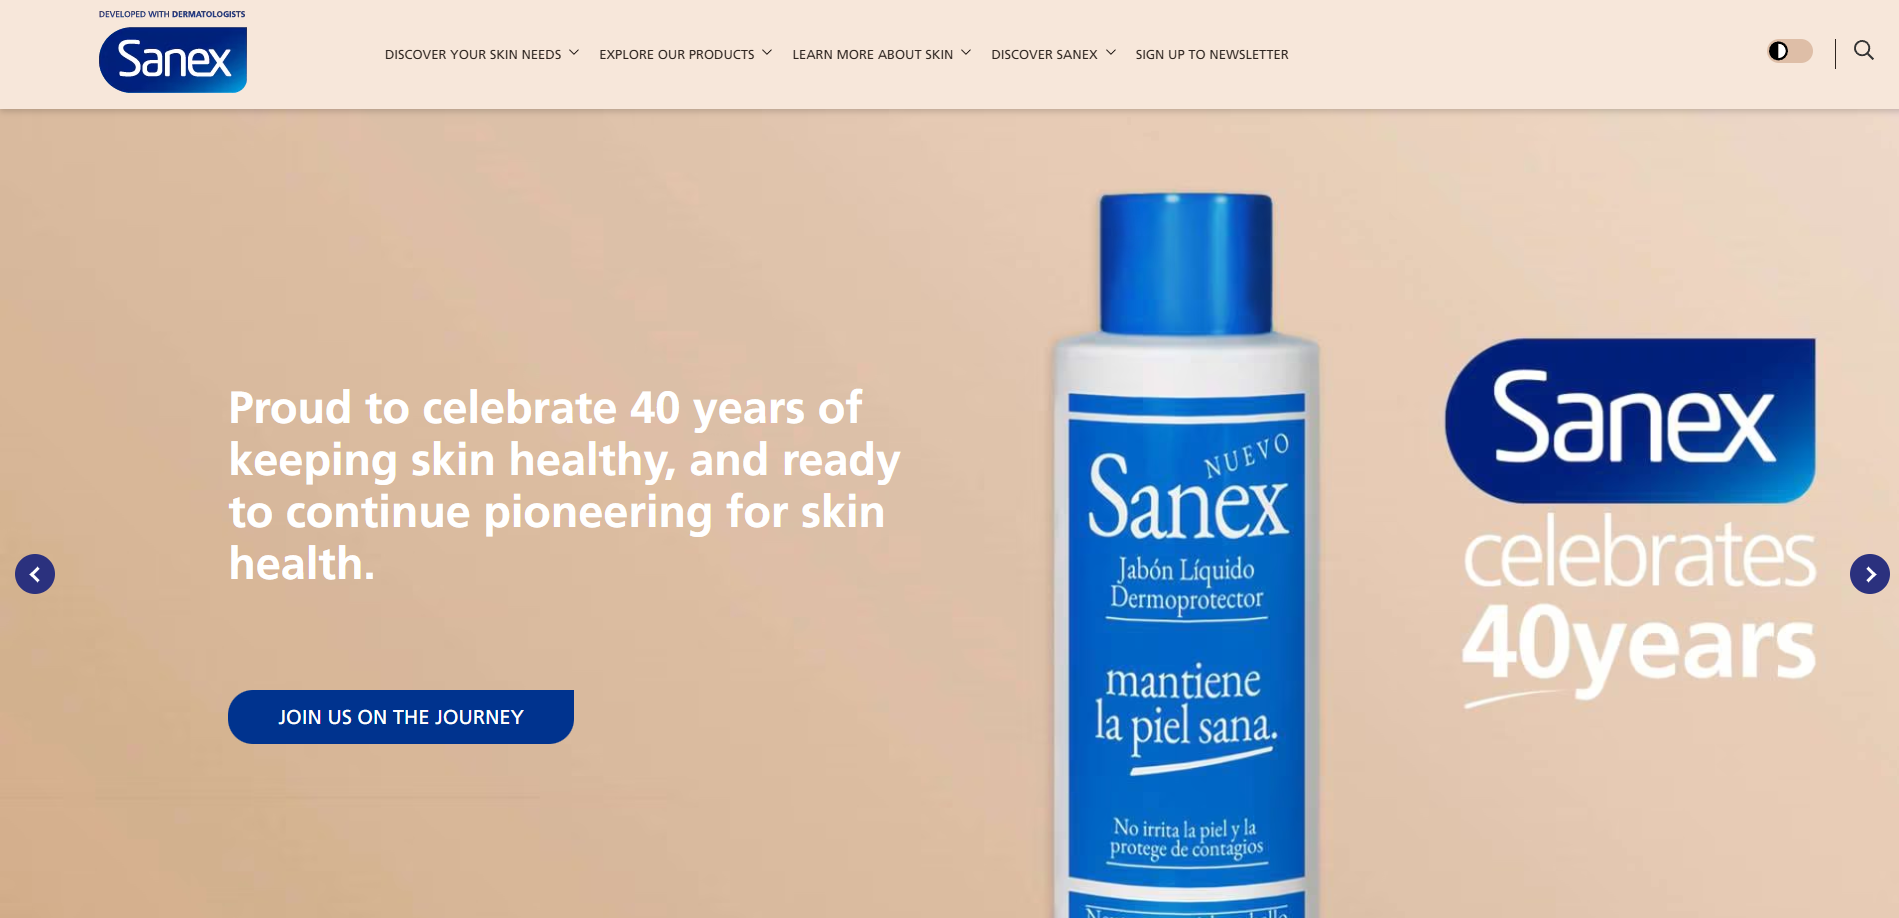 DEVELOPED WITH DERMATOLOGISTS
Sanex
DISCOVER YOUR SKIN NEEDS
EXPLORE OUR PRODUCTS
LEARN MORE ABOUT SKIN
DISCOVER SANEX
SIGN UP TO NEWSLETTER
Proud to celebrate 40 years of
keeping skin healthy, and ready
to continue pioneering for skin
health.
JOIN US ON THE JOURNEY
NUEVO
Sanex
Jabón Líquido
Dermoprotector
mantiene
la piel sana.
No irrita la piel y la
protege de contagios
Sanex
celebrates
40years